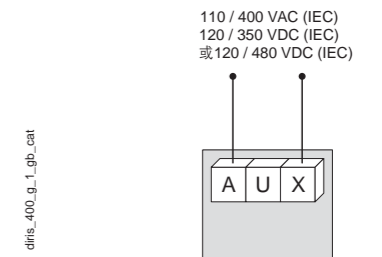 110 / 400 VAC (IEC)
120 / 350 VDC (IEC)
或120 / 480 VDC (IEC)
diris_400_g_1_gb_cat
A U X